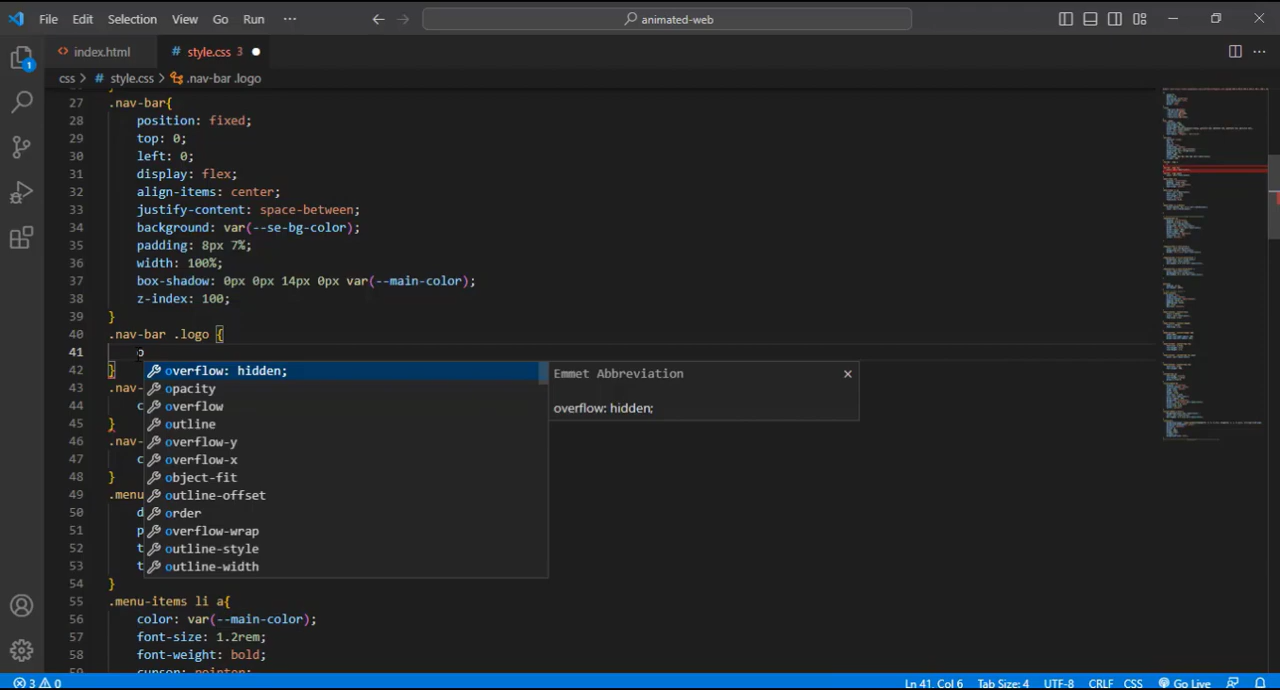 File Edit Selection View Go Run ··· animated-web
index.html # style.css 3
css > # style.css > .nav-bar .logo
27 .nav-bar{
28 position: fixed;
29 top: 0;
30 left: 0;
31 display: flex;
32 align-items: center;
33 justify-content: space-between;
34 background: var(--se-bg-color);
35 padding: 8px 7%;
36 width: 100%;
37 box-shadow: 0px 0px 14px 0px var(--main-color);
38 z-index: 100;
39 }
40 .nav-bar .logo {
41 o
42 }
overflow: hidden;
Emmet Abbreviation
overflow: hidden;
opacity
43 .nav-
overflow
44 c
outline
45 }
overflow-y
46 .nav-
overflow-x
47 c
object-fit
48 }
outline-offset
49 .menu
order
50 d
overflow-wrap
51 p
outline-style
52 t
outline-width
53 t
54 }
55 .menu-items li a{
56 color: var(--main-color);
57 font-size: 1.2rem;
58 font-weight: bold;
59 cursor: pointer;
1
3 0 Ln 41, Col 6 Tab Size: 4 UTF-8 CRLF CSS Go Live